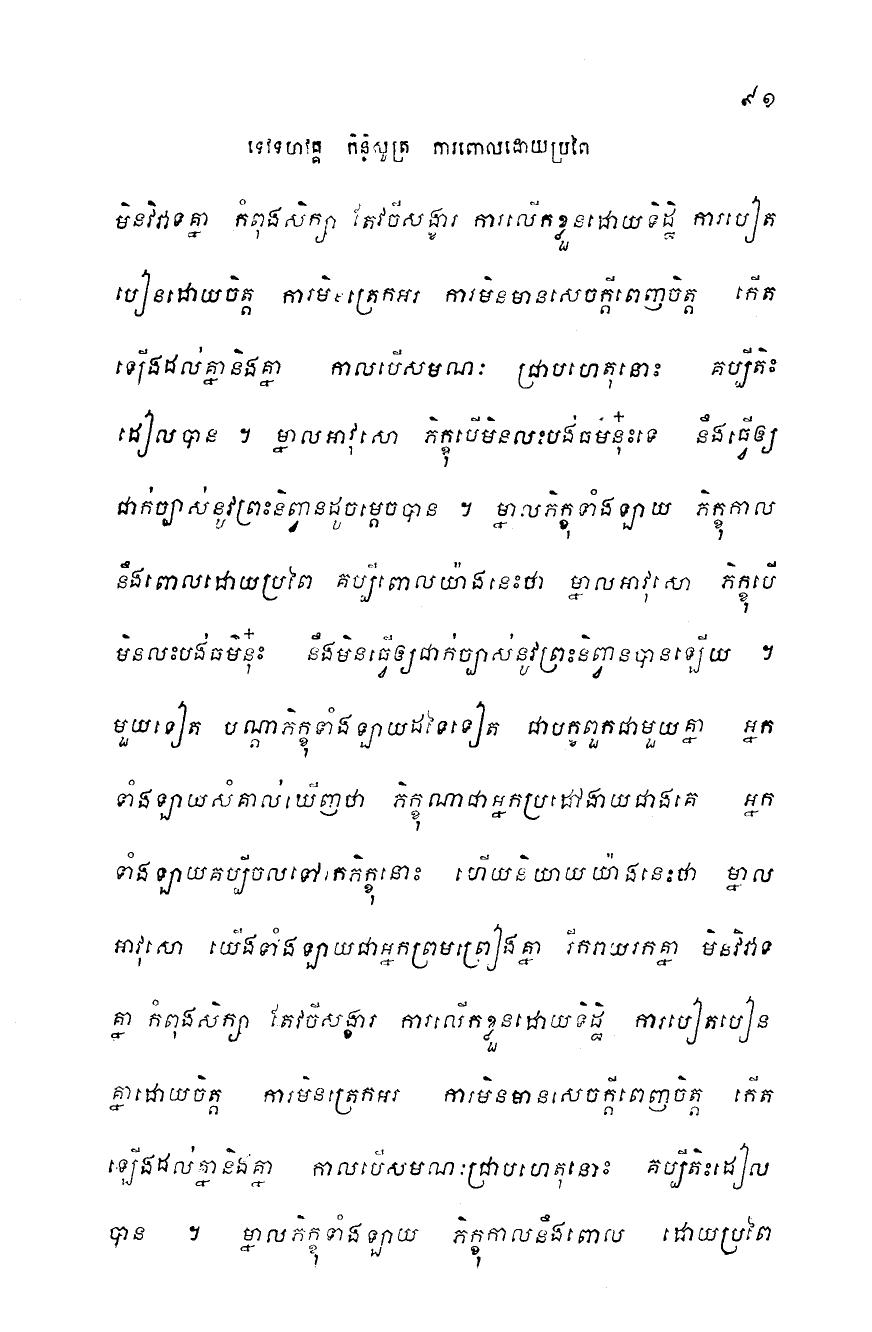 ៩១
ទេវទហវគ្គ កិន្តិសូត្រ ការពោលដោយប្រពៃ
មិនវិវាទគ្នា កំពុងសិក្សា តែវចីសង្ខារ ការលើកខ្លួនដោយទិដ្ឋិ ការបៀត
បៀនដោយចិត្ត ការមិនត្រេកអរ ការមិនមានសេចក្តីពេញចិត្ត កើត
ឡើងដល់គ្នានិងគ្នា កាលបើសមណៈ ជ្រាបហេតុនោះ គប្បីតិះ
ដៀលបាន ។ ម្នាលអាវុសោ ភិក្ខុបើមិនលះបង់ធម៌នុ៎ះទេ នឹងធ្វើឲ្យ
ជាក់ច្បាស់នូវព្រះនិព្វានដូចម្តេចបាន ។ ម្នាលភិក្ខុទាំងឡាយ ភិក្ខុកាល
នឹងពោលដោយប្រពៃ គប្បីពោលយ៉ាងនេះថា ម្នាលអាវុសោ ភិក្ខុបើ
មិនលះបង់ធម៌នុ៎ះ នឹងមិនធ្វើឲ្យជាក់ច្បាស់នូវព្រះនិព្វានបានឡើយ ។
មួយទៀត បណ្តាភិក្ខុទាំងឡាយដទៃទៀត ជាបក្ខពួកជាមួយគ្នា អ្នក
ទាំងឡាយសំគាល់ឃើញថា ភិក្ខុណាជាអ្នកប្រដៅងាយជាងគេ អ្នក
ទាំងឡាយគប្បីចូលទៅរកភិក្ខុនោះ ហើយនិយាយយ៉ាងនេះថា ម្នាល
អាវុសោ យើងទាំងឡាយជាអ្នកព្រមព្រៀងគ្នា រីករាយរកគ្នា មិនវិវាទ
គ្នា កំពុងសិក្សា តែវចីសង្ខារ ការលើកខ្លួនដោយទិដ្ឋិ ការបៀតបៀន
គ្នាដោយចិត្ត ការមិនត្រេកអរ ការមិនមានសេចក្តីពេញចិត្ត កើត
ឡើងដល់គ្នានិងគ្នា កាលបើសមណៈជ្រាបហេតុនោះ គប្បីតិះដៀល
បាន ។ ម្នាលភិក្ខុទាំងឡាយ ភិក្ខុកាលនឹងពោល ដោយប្រពៃ